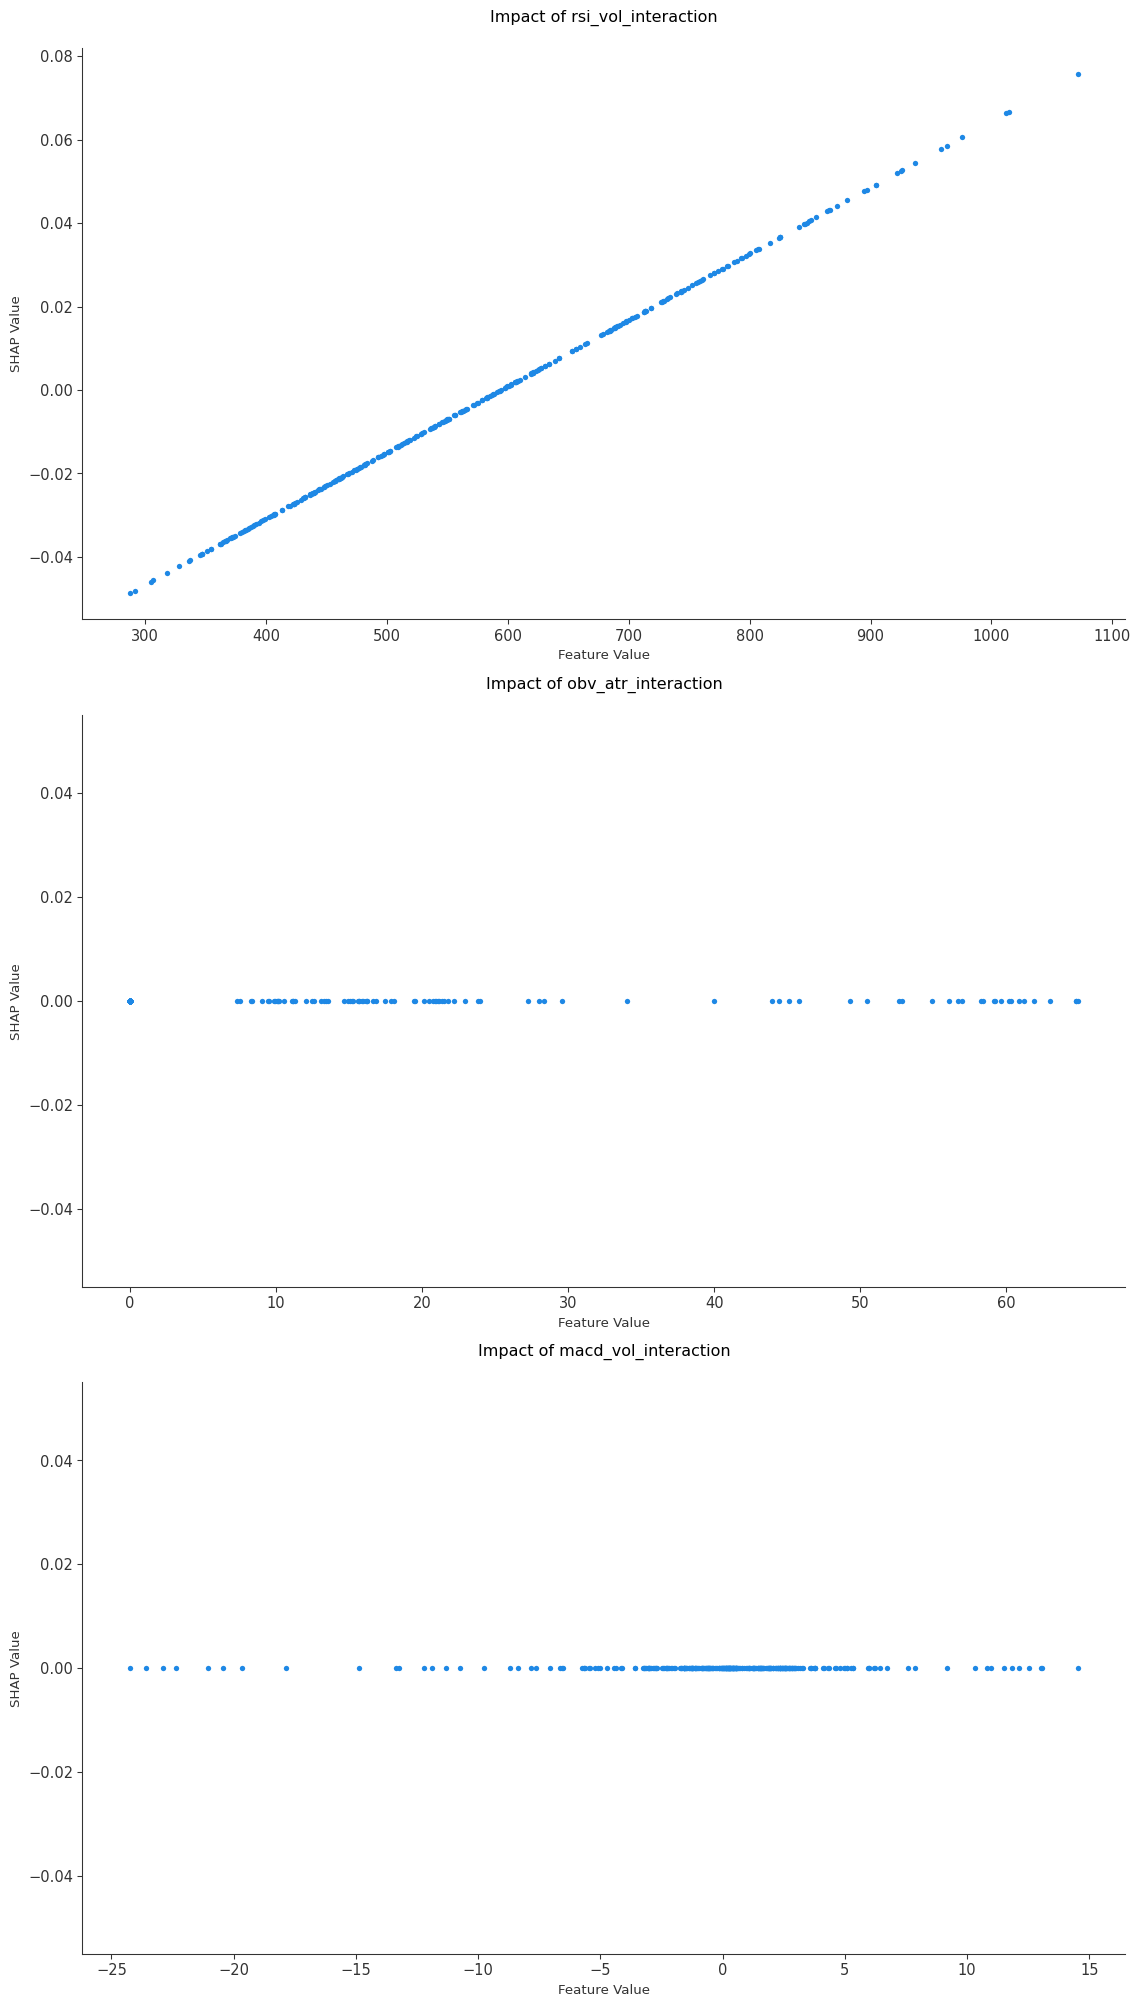 Impact of rsi_vol_interaction
0.08
0.06
0.04
0.02
0.00
−0.02
−0.04
SHAP Value
300 400 500 600 700 800 900 1000 1100
Feature Value
Impact of obv_atr_interaction
0.04
0.02
0.00
−0.02
−0.04
SHAP Value
0 10 20 30 40 50 60
Feature Value
Impact of macd_vol_interaction
0.04
0.02
0.00
−0.02
−0.04
SHAP Value
−25 −20 −15 −10 −5 0 5 10 15
Feature Value